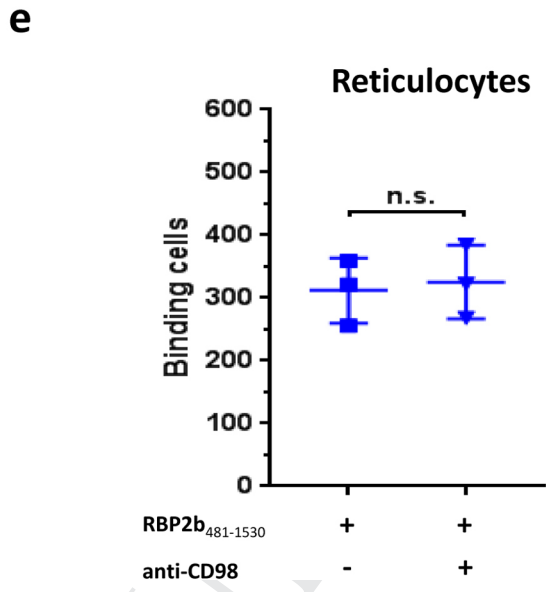 e
Reticulocytes
600
500
400
300
200
100
0
Binding cells
n.s.
RBP2b481-1530 + +
anti-CD98 - +